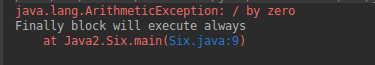 java.lang.ArithmeticException: / by zero
Finally block will execute always
    at Java2.Six.main(Six.java:9)